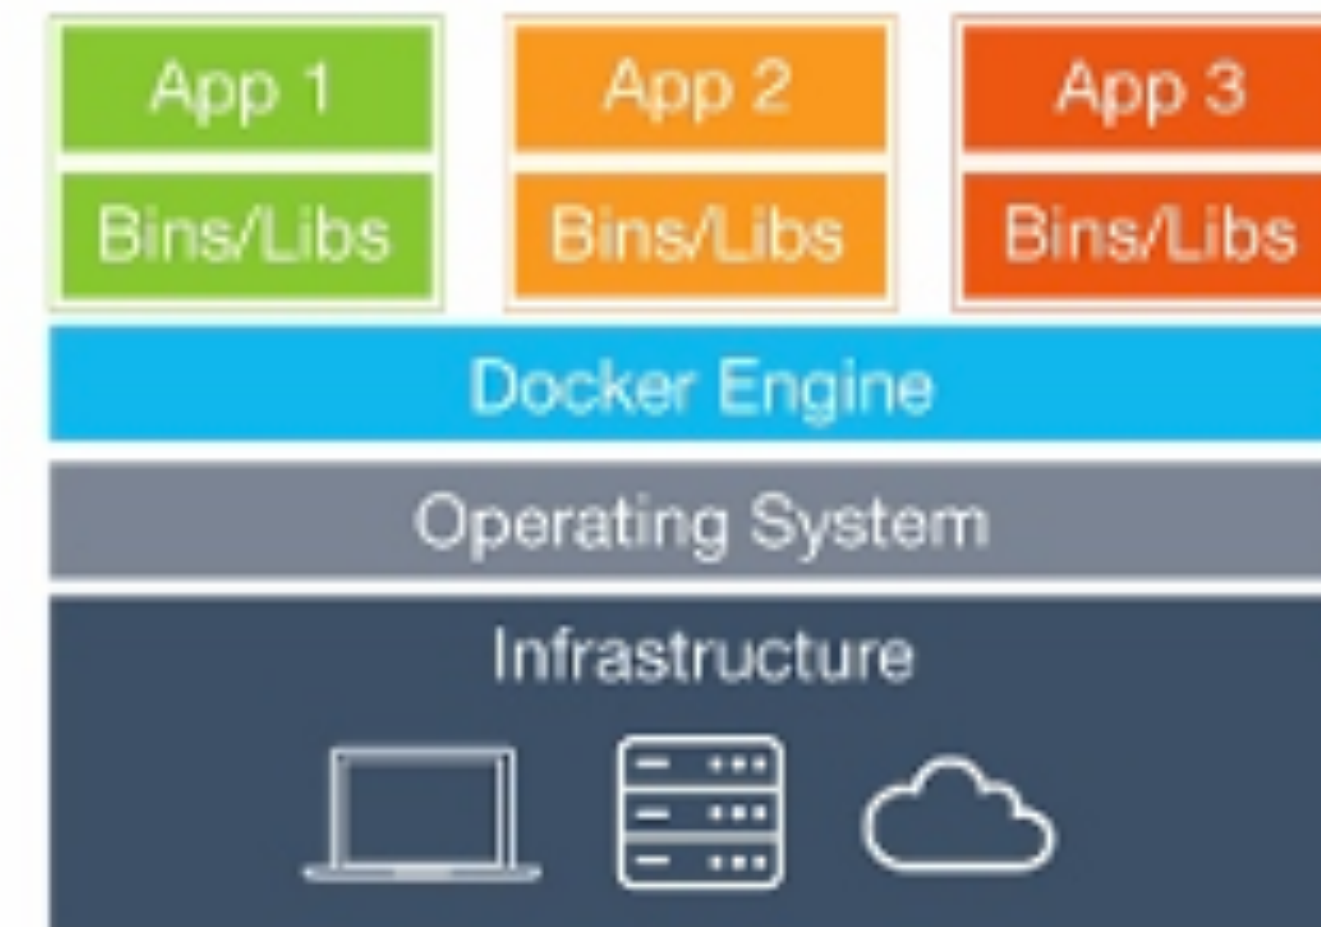 App 1
App 2
App 3
Bins/Libs
Bins/Libs
Bins/Libs
Docker Engine
Operating System
Infrastructure